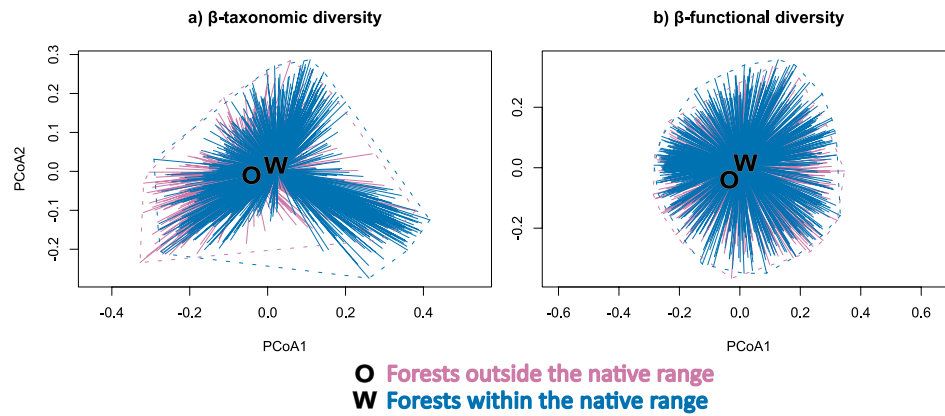 a) β-taxonomic diversity
b) β-functional diversity
PCoA2
0.3
0.2
0.1
0.0
-0.1
-0.2
O W
-0.4 -0.2 0.0 0.2 0.4
PCoA1
0.2
0.0
-0.2
W
O
-0.6 -0.4 -0.2 0.0 0.2 0.4 0.6
PCoA1
O Forests outside the native range
W Forests within the native range